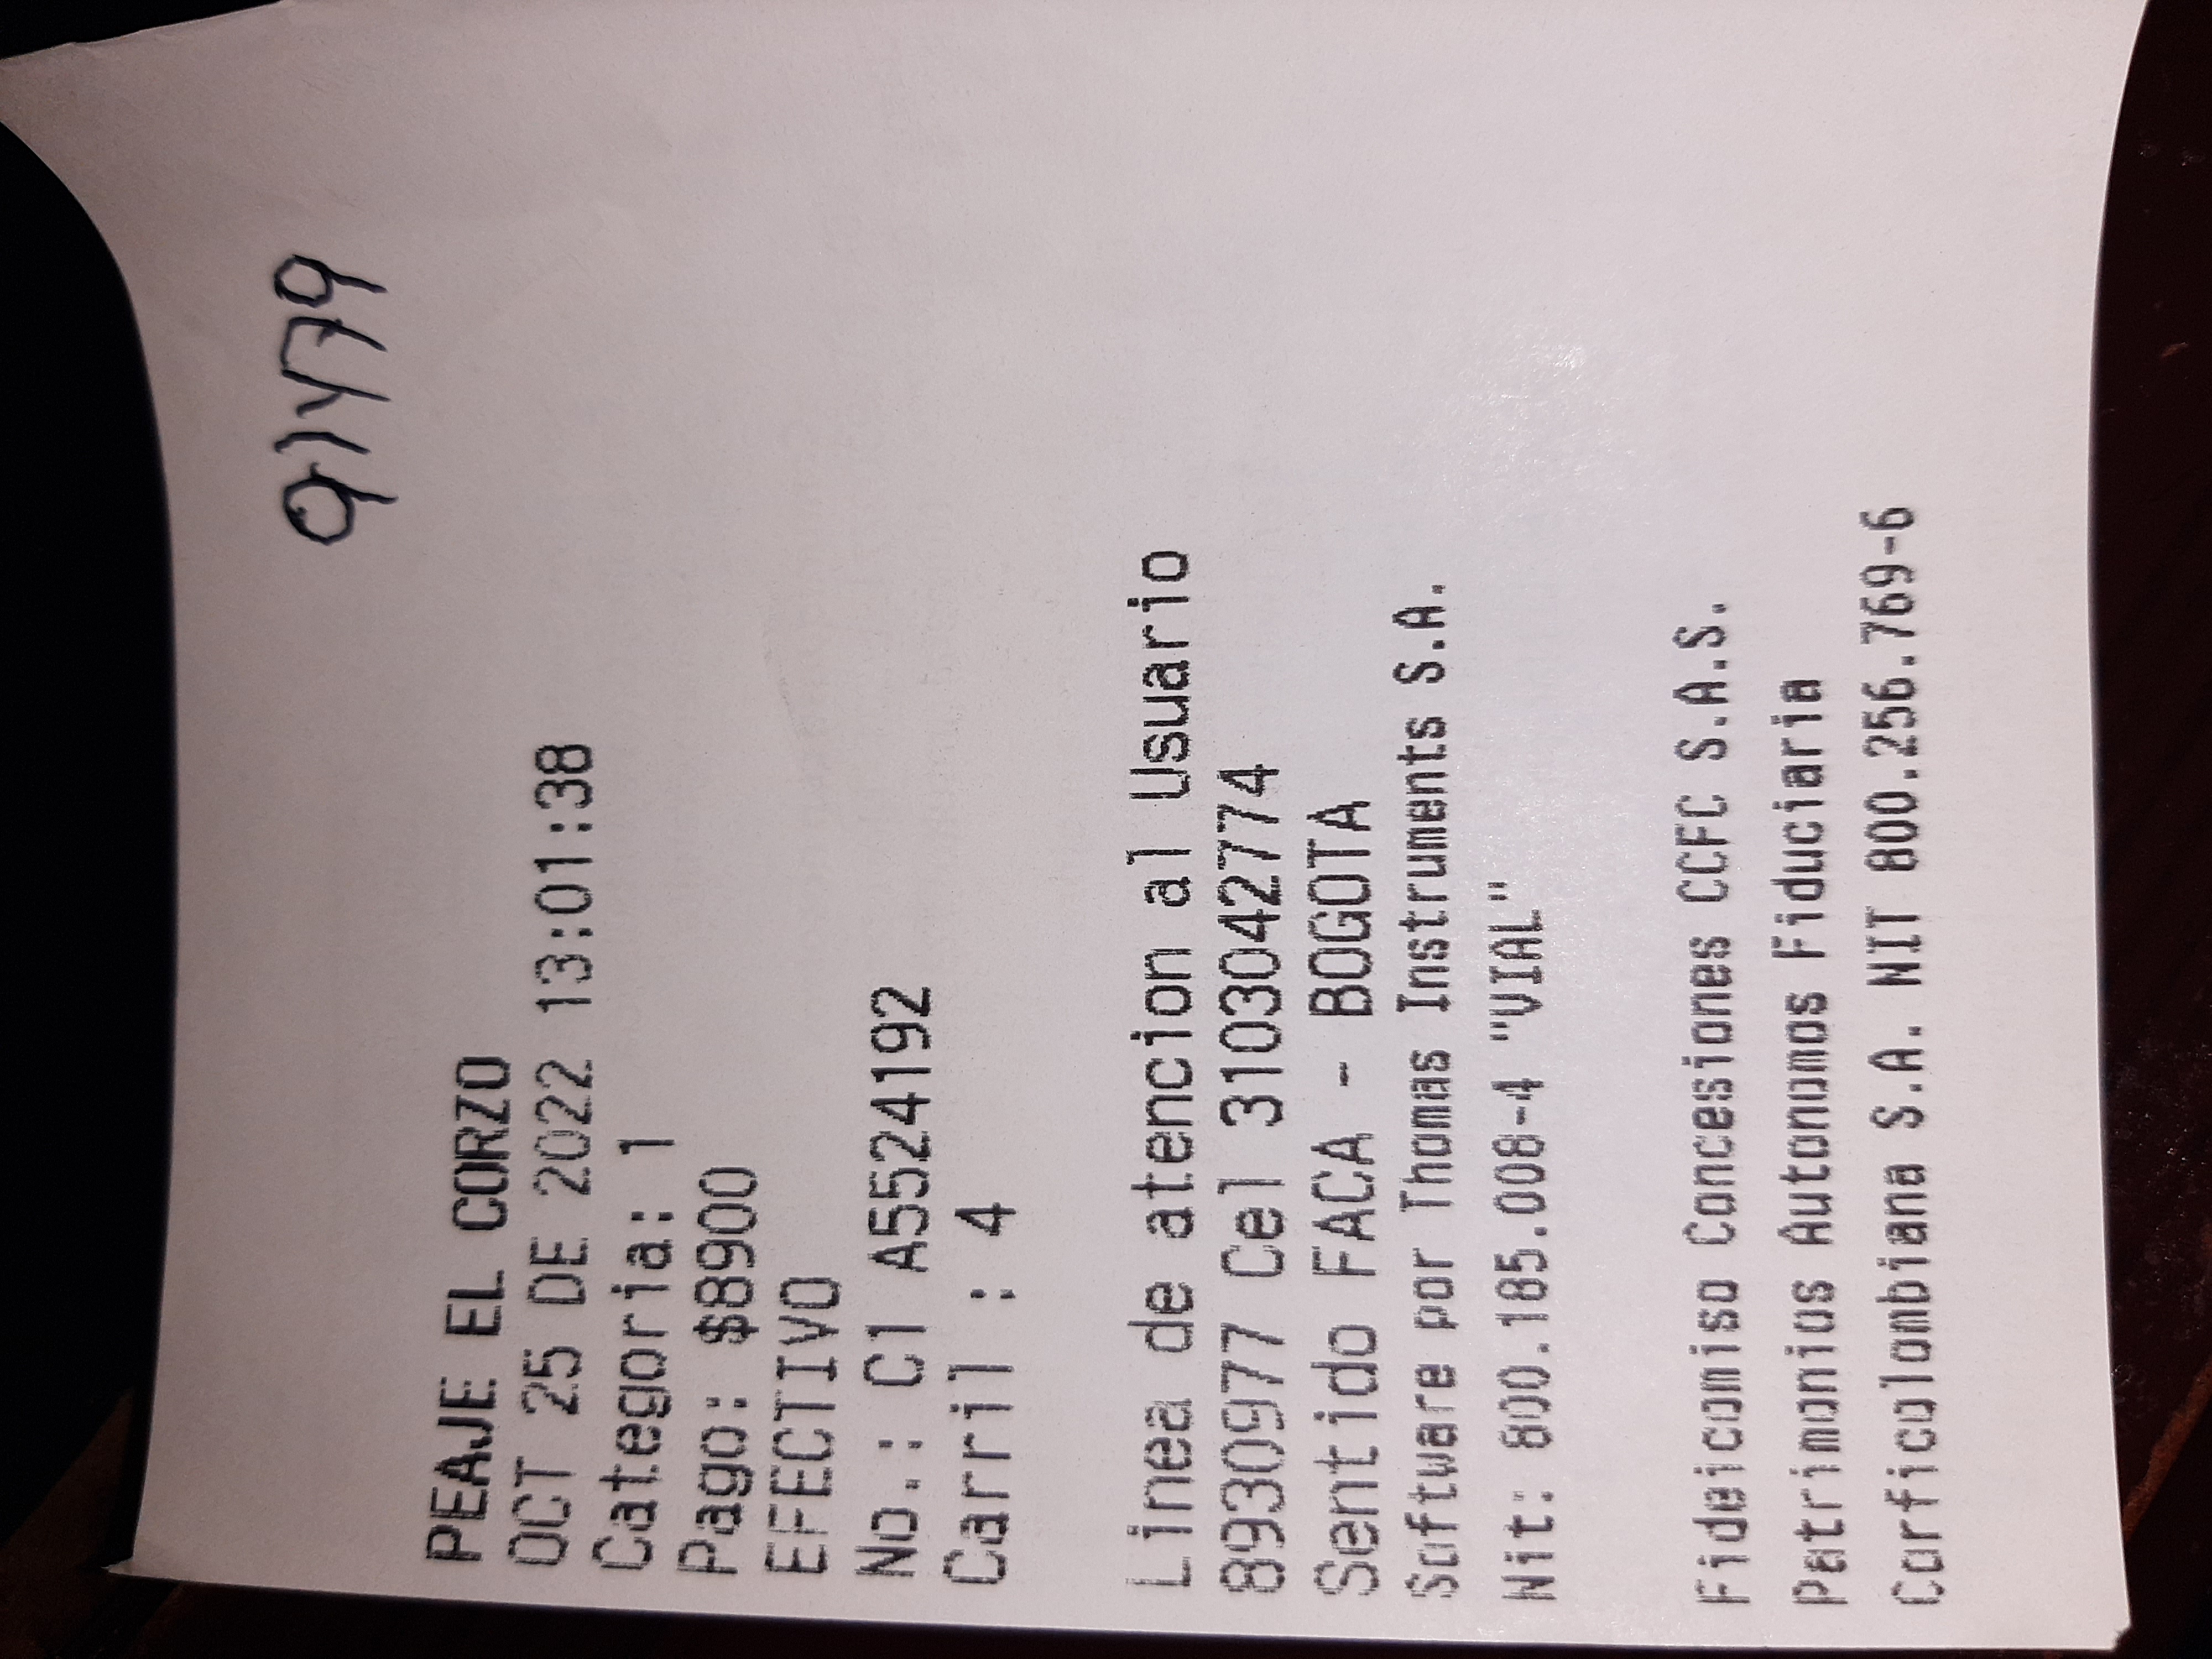 91479
PEAJE EL CORZO
OCT 25 DE 2022 13:01:38
Categoria: 1
Pago: $8900
EFECTIVO
No.: C1 A5524192
Carril : 4
Linea de atencion al Usuario
8930977 Cel 3103042774
Sentido FACA - BOGOTA
Software por Thomas Instruments S.A.
Nit: 800.185.008-4 "VIAL"
Fideicomiso Concesiones CCFC S.A.S.
Patrimonios Autonomos Fiduciaria
Corficolombiana S.A. NIT 800.256.769-6